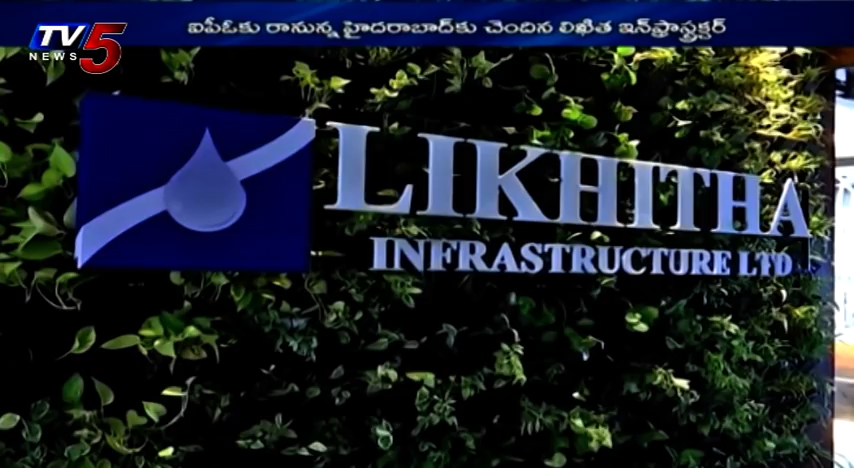 TV5
NEWS
ఐపీఓకు రానున్న హైదరాబాద్‌కు చెందిన లిఖిత ఇన్‌ఫ్రాస్ట్రక్చర్
LIKHITHA
INFRASTRUCTURE LTD